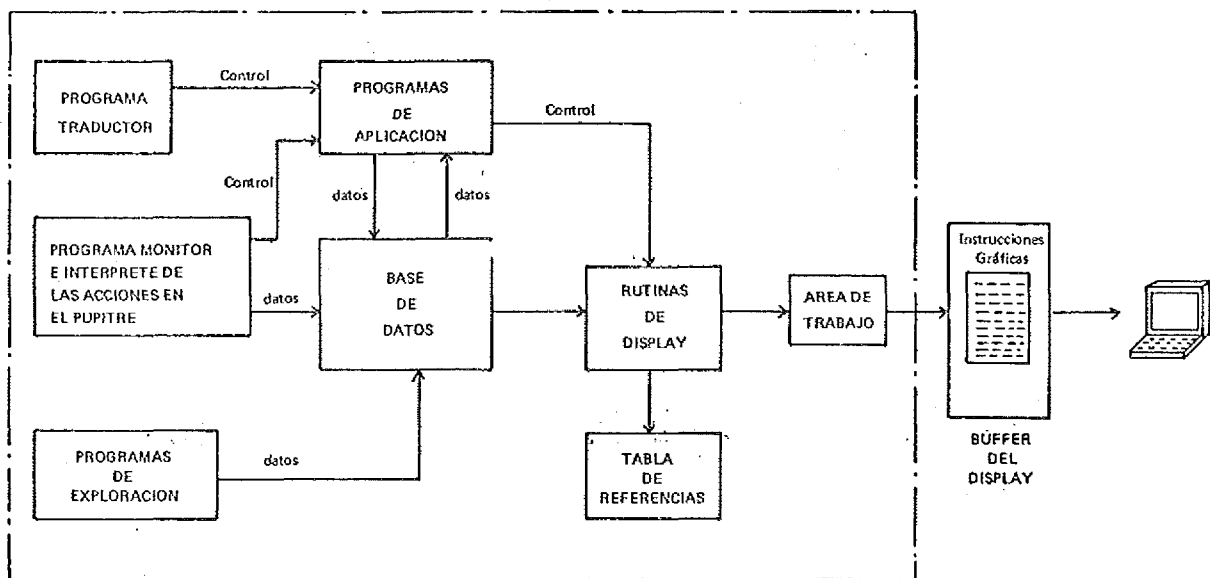 PROGRAMA
TRADUCTOR
Control
PROGRAMAS
DE
APLICACION
Control
Control
datos
datos
PROGRAMA MONITOR
E INTERPRETE DE
LAS ACCIONES EN
EL PUPITRE
datos
BASE
DE
DATOS
RUTINAS
DE
DISPLAY
AREA DE
TRABAJO
Instrucciones
Gráficas
BUFFER
DEL
DISPLAY
PROGRAMAS
DE
EXPLORACION
datos
TABLA
DE
REFERENCIAS